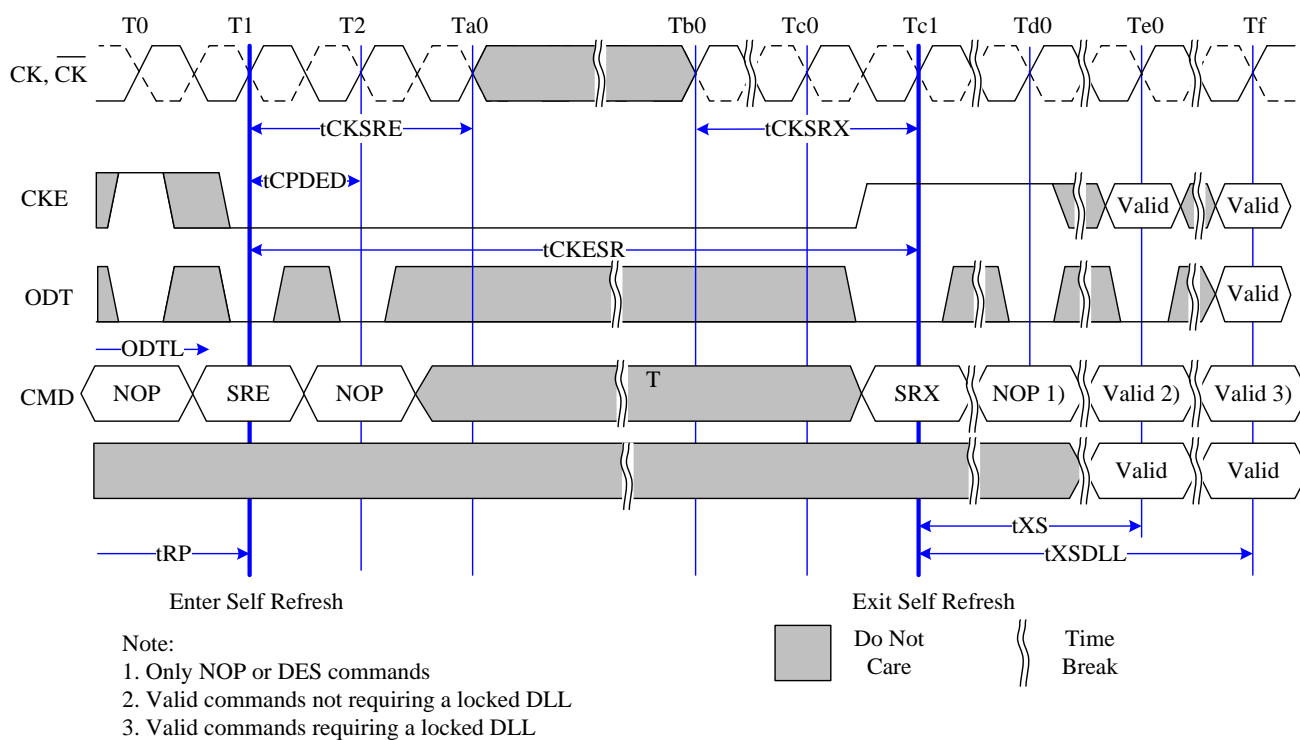 T0 T1 T2 Ta0 Tb0 Tc0 Tc1 Td0 Te0 Tf
CK, C̅K̅
tCKSRE tCKSRX
tCPDED
CKE Valid Valid
tCKESR
ODT Valid
ODTL
CMD NOP SRE NOP T SRX NOP 1) Valid 2) Valid 3)
Valid Valid
tXS
tRP tXSDLL
Enter Self Refresh Exit Self Refresh
Do Not Care
Time Break
Note:
1. Only NOP or DES commands
2. Valid commands not requiring a locked DLL
3. Valid commands requiring a locked DLL